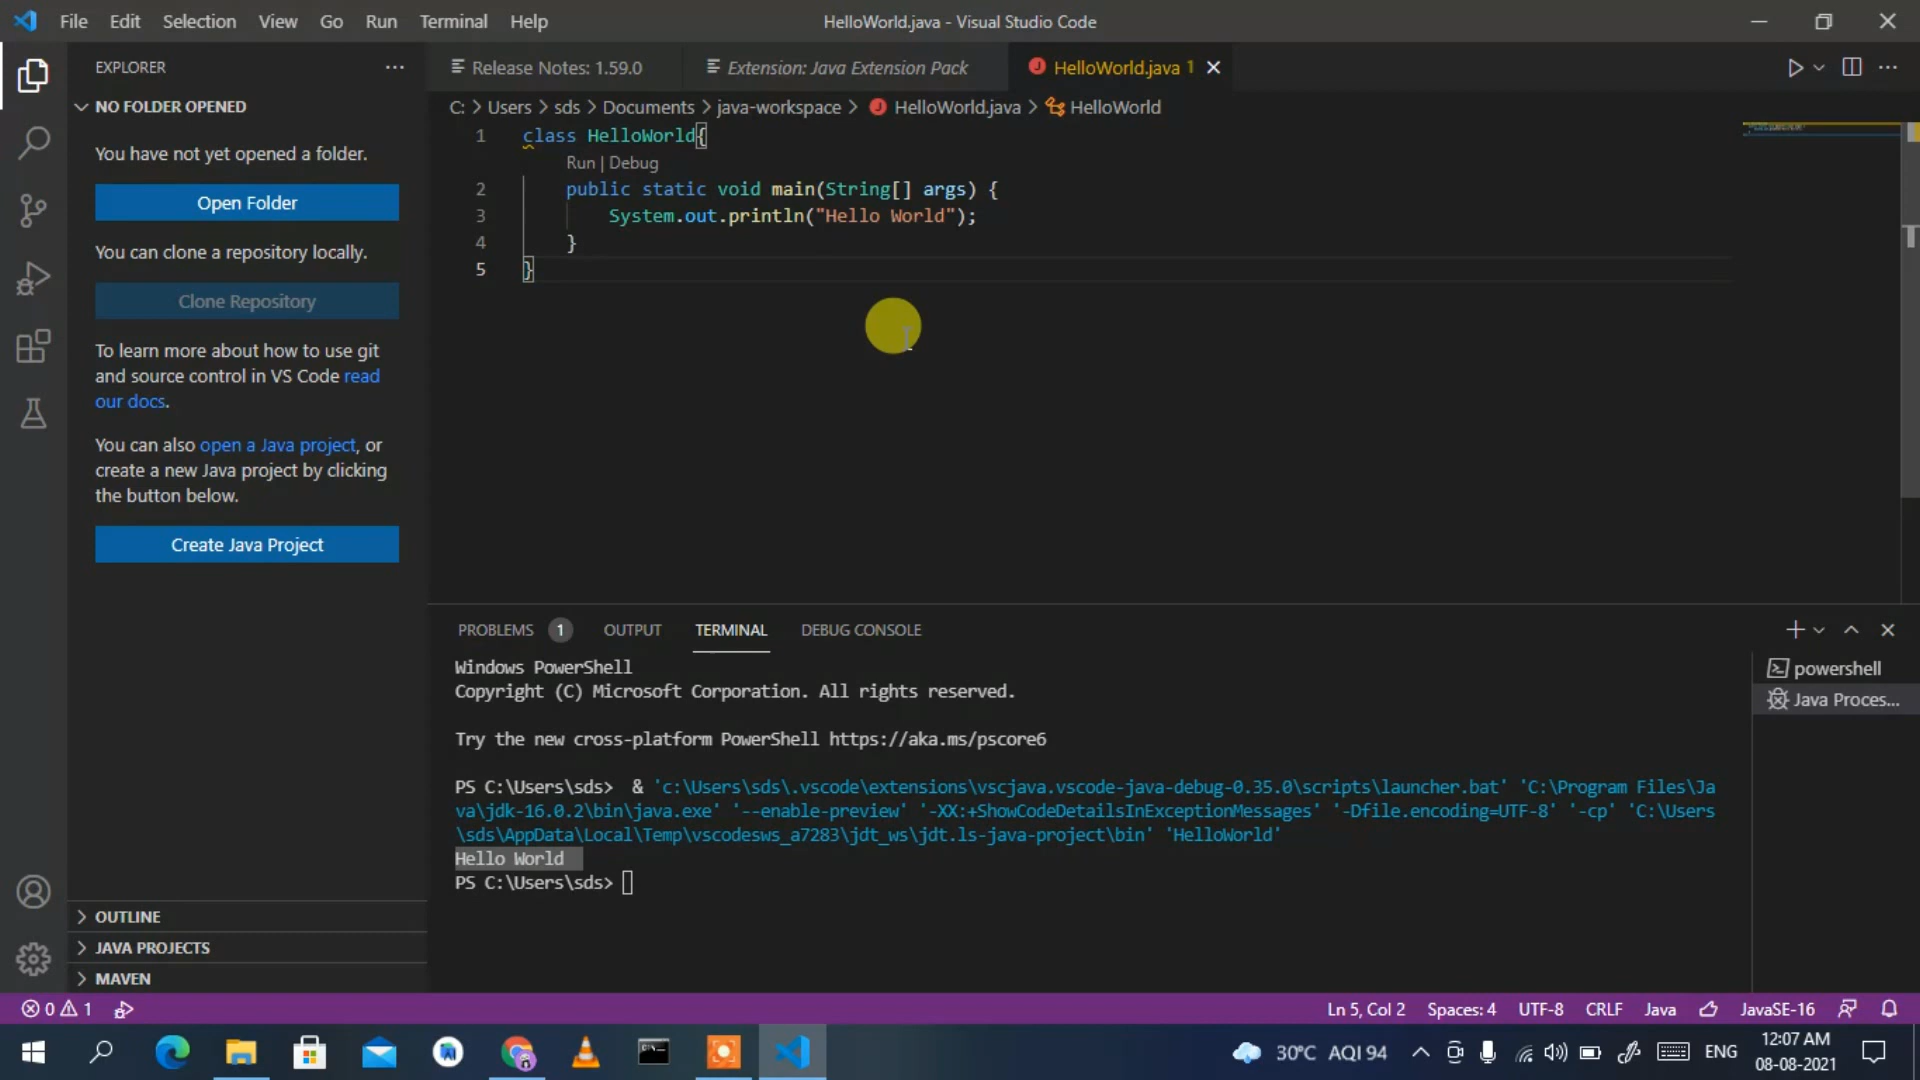 File Edit Selection View Go Run Terminal Help
HelloWorld.java - Visual Studio Code
EXPLORER
NO FOLDER OPENED
You have not yet opened a folder.
Open Folder
You can clone a repository locally.
Clone Repository
To learn more about how to use git
and source control in VS Code read
our docs.
You can also open a Java project, or
create a new Java project by clicking
the button below.
Create Java Project
OUTLINE
JAVA PROJECTS
MAVEN
Release Notes: 1.59.0
Extension: Java Extension Pack
HelloWorld.java 1
C: > Users > sds > Documents > java-workspace > HelloWorld.java > HelloWorld
1 class HelloWorld{
Run | Debug
2 public static void main(String[] args) {
3 System.out.println("Hello World");
4 }
5 }
PROBLEMS 1 OUTPUT TERMINAL DEBUG CONSOLE
Windows PowerShell
Copyright (C) Microsoft Corporation. All rights reserved.
Try the new cross-platform PowerShell https://aka.ms/pscore6
PS C:\Users\sds> & 'c:\Users\sds\.vscode\extensions\vscjava.vscode-java-debug-0.35.0\scripts\launcher.bat' 'C:\Program Files\Ja
va\jdk-16.0.2\bin\java.exe' '--enable-preview' '-XX:+ShowCodeDetailsInExceptionMessages' '-Dfile.encoding=UTF-8' '-cp' 'C:\Users
\sds\AppData\Local\Temp\vscodesws_a7283\jdt_ws\jdt.ls-java-project\bin' 'HelloWorld'
Hello World
PS C:\Users\sds>
powershell
Java Proces...
0 1
Ln 5, Col 2 Spaces: 4 UTF-8 CRLF Java JavaSE-16
30°C AQI 94
ENG
12:07 AM
08-08-2021